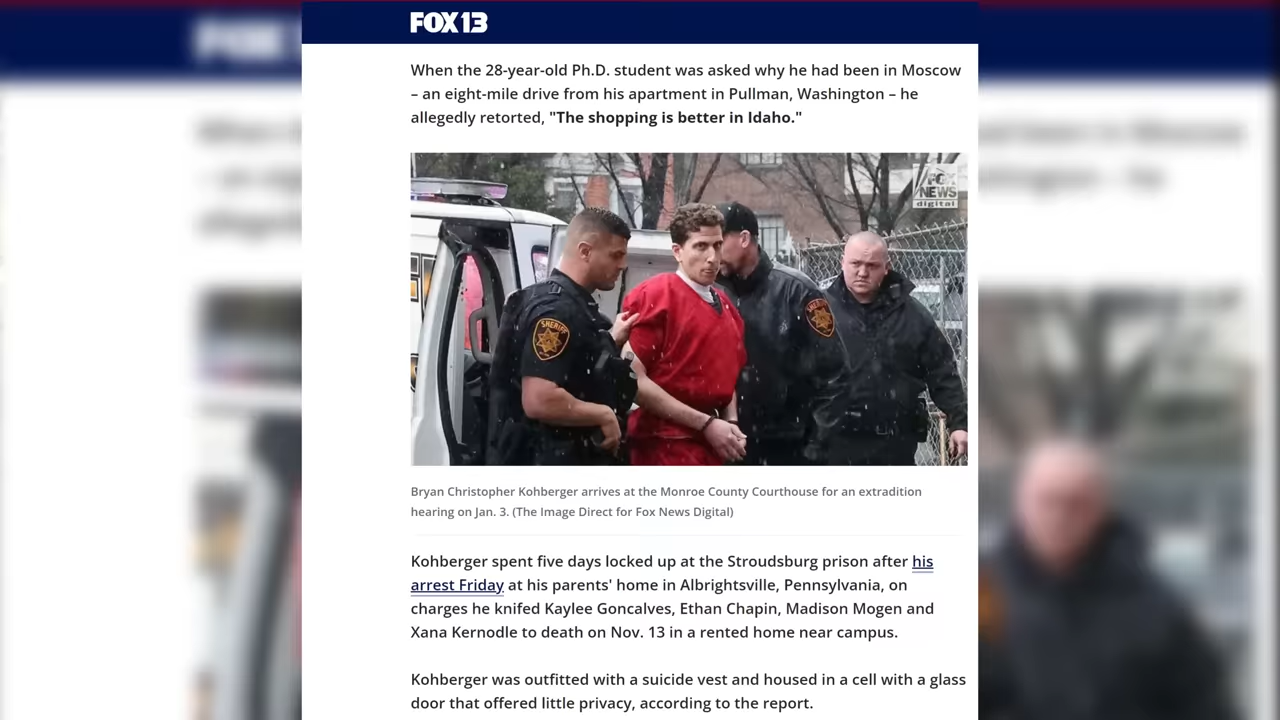 FOX 13
When the 28-year-old Ph.D. student was asked why he had been in Moscow
– an eight-mile drive from his apartment in Pullman, Washington – he
allegedly retorted, "The shopping is better in Idaho."
FOX
NEWS
digital
SHERIFF
Bryan Christopher Kohberger arrives at the Monroe County Courthouse for an extradition
hearing on Jan. 3. (The Image Direct for Fox News Digital)
Kohberger spent five days locked up at the Stroudsburg prison after his
arrest Friday at his parents' home in Albrightsville, Pennsylvania, on
charges he knifed Kaylee Goncalves, Ethan Chapin, Madison Mogen and
Xana Kernodle to death on Nov. 13 in a rented home near campus.
Kohberger was outfitted with a suicide vest and housed in a cell with a glass
door that offered little privacy, according to the report.